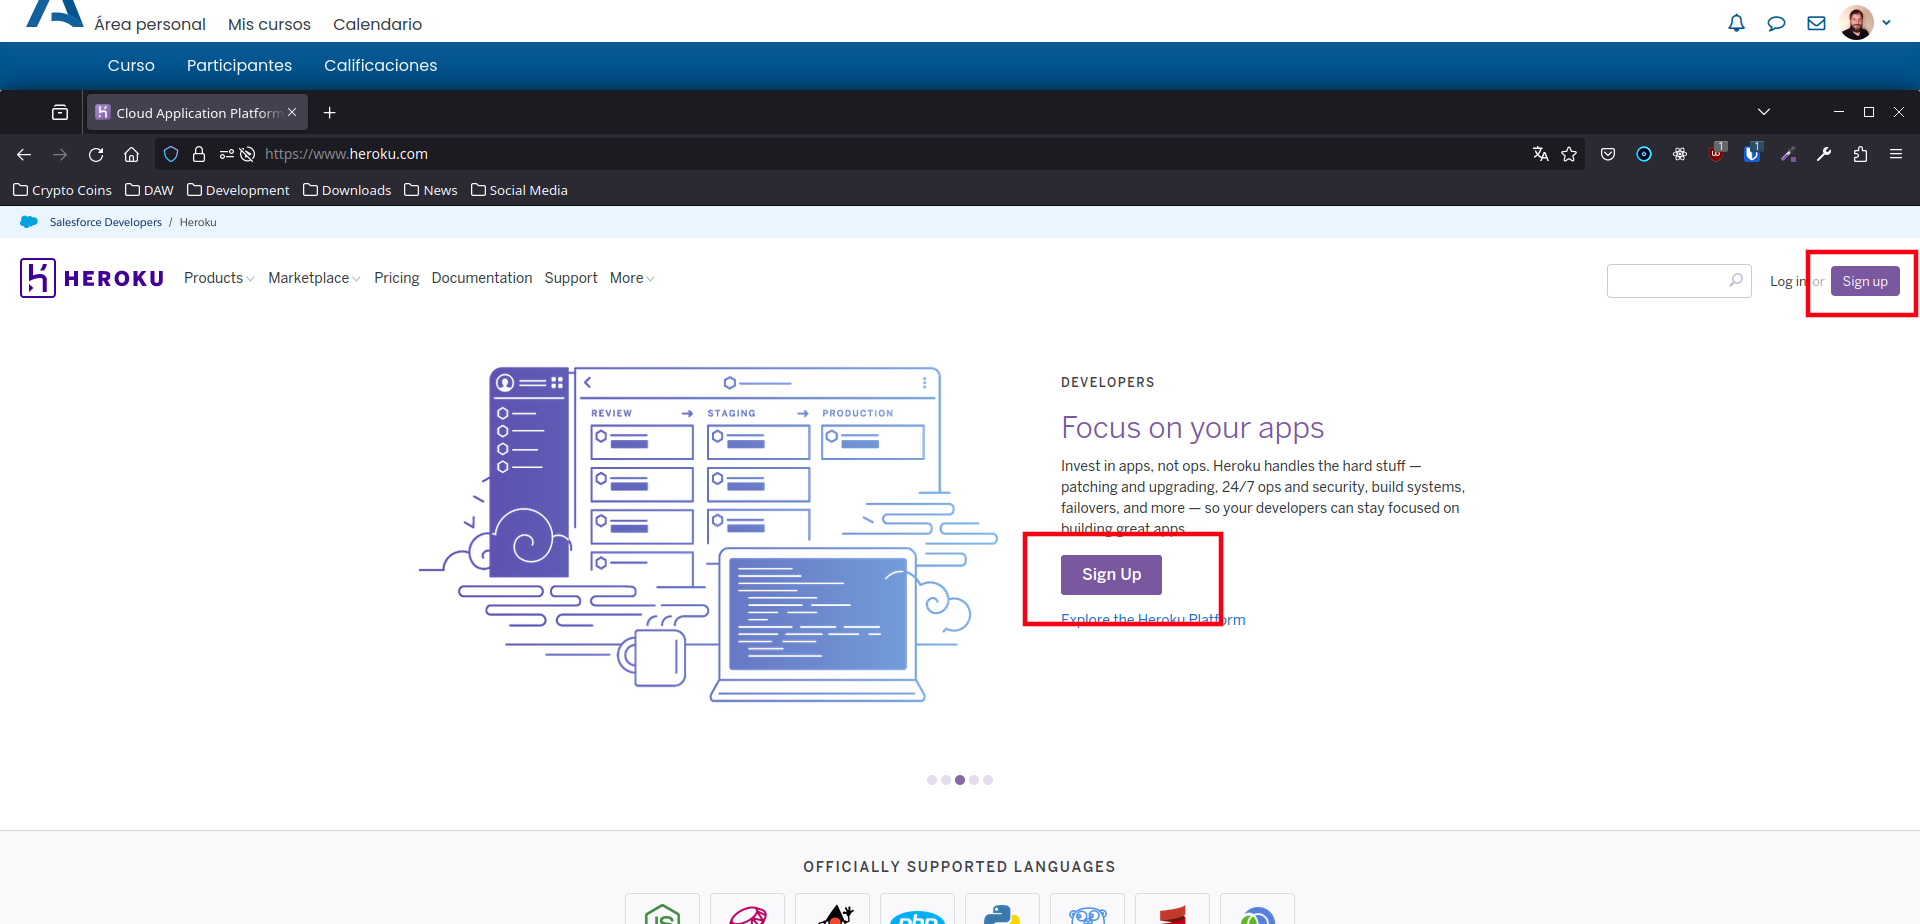 Área personal Mis cursos Calendario
Curso Participantes Calificaciones
Cloud Application Platform
https://www.heroku.com
1 1
Crypto Coins DAW Development Downloads News Social Media
Salesforce Developers / Heroku
HEROKU Products Marketplace Pricing Documentation Support More
Log in or Sign up
REVIEW STAGING PRODUCTION
DEVELOPERS
Focus on your apps
Invest in apps, not ops. Heroku handles the hard stuff —
patching and upgrading, 24/7 ops and security, build systems,
failovers, and more — so your developers can stay focused on
building great apps.
Sign Up
Explore the Heroku Platform
OFFICIALLY SUPPORTED LANGUAGES
JS
php